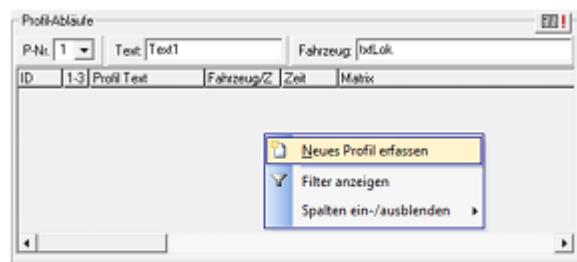 Profil-Abläufe
P-Nr. 1 Text: Text1 Fahrzeug: txtLok
ID 1-3 Profil Text Fahrzeug/Z Zeit Matrix
Neues Profil erfassen
Filter anzeigen
Spalten ein-/ausblenden